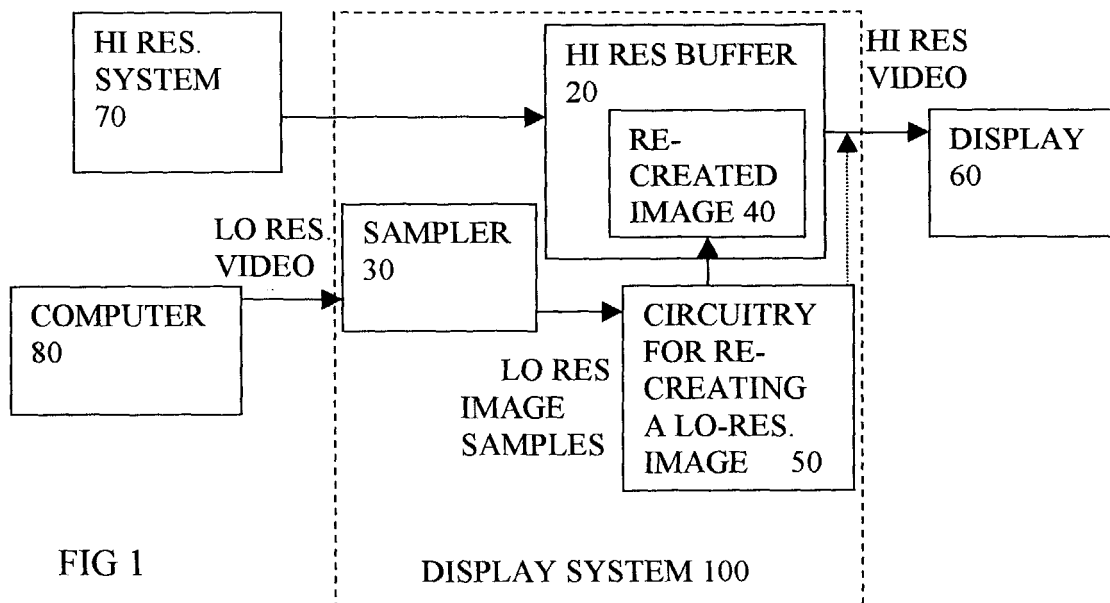 HI RES.
SYSTEM
70
HI RES BUFFER
20
HI RES
VIDEO
RE-
CREATED
IMAGE 40
DISPLAY
60
LO RES.
VIDEO
SAMPLER
30
COMPUTER
80
LO RES
IMAGE
SAMPLES
CIRCUITRY
FOR RE-
CREATING
A LO-RES.
IMAGE 50
FIG 1
DISPLAY SYSTEM 100